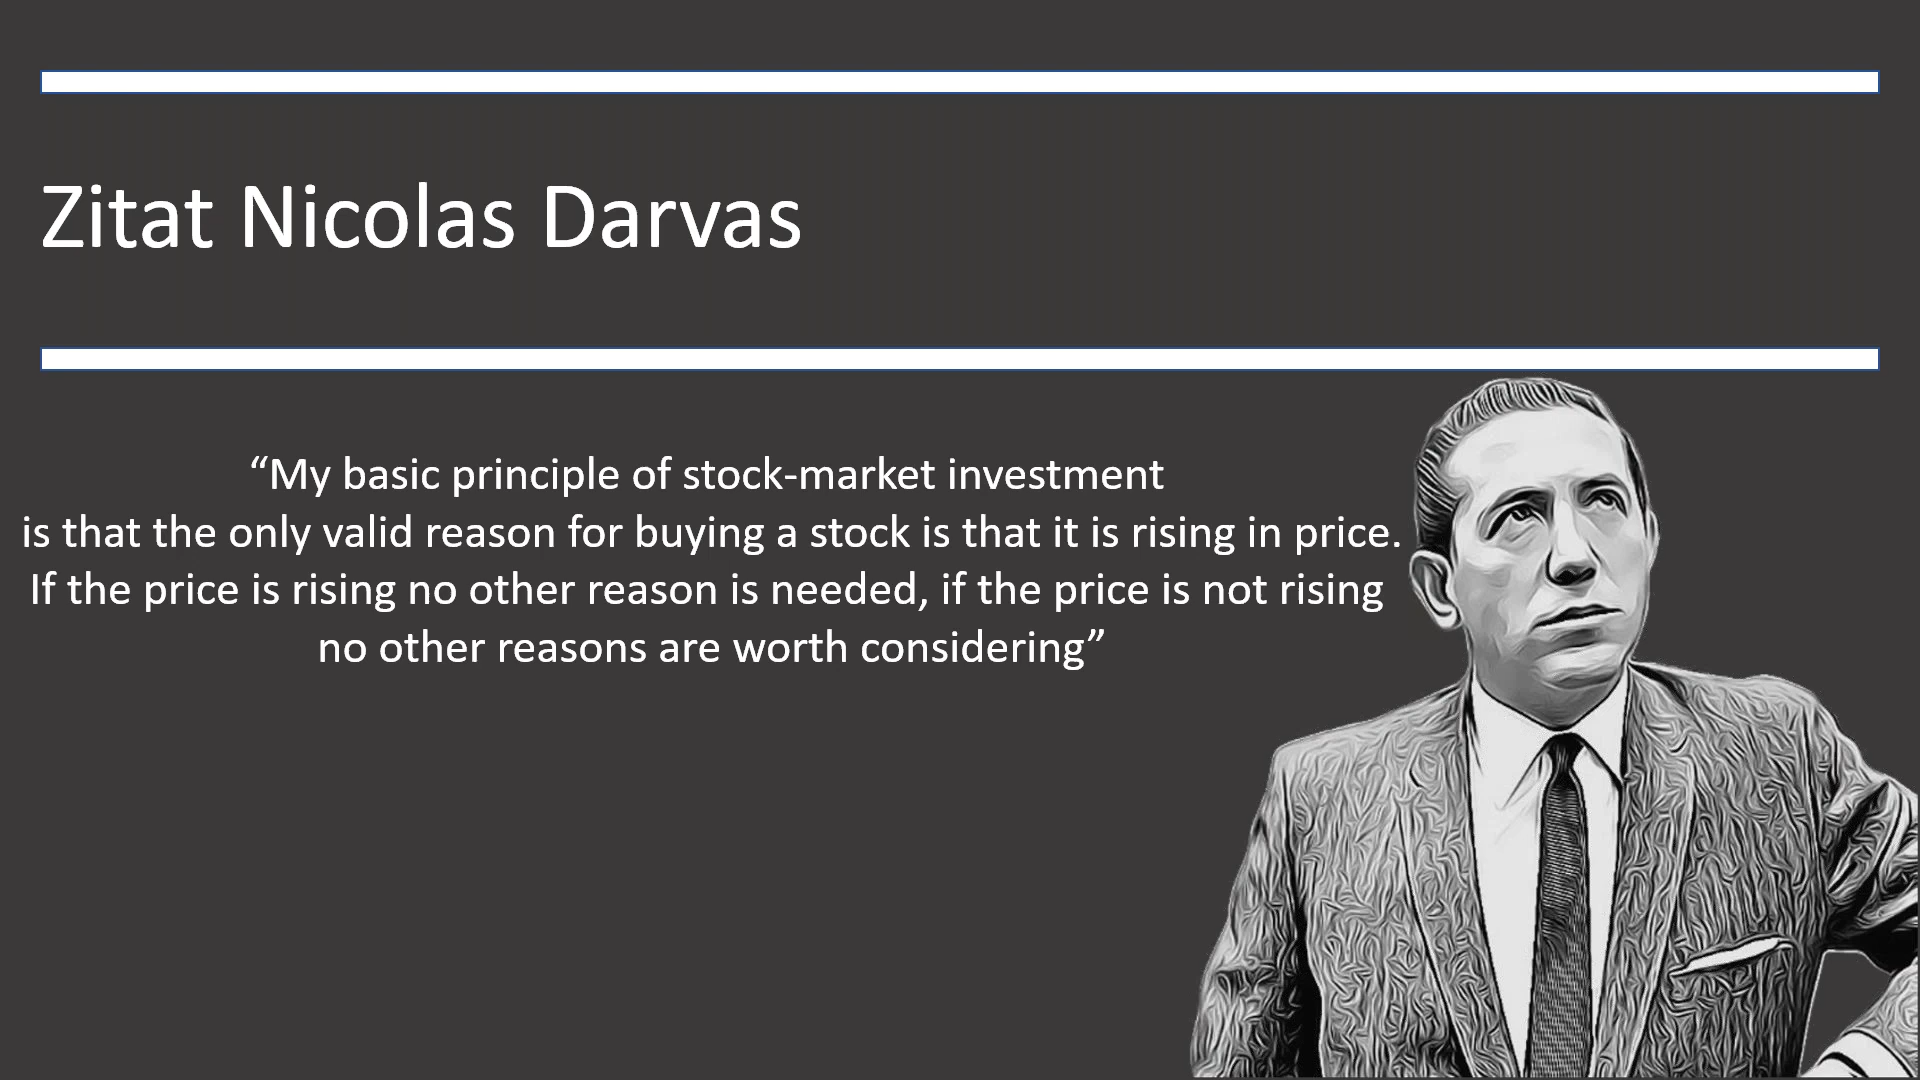 Zitat Nicolas Darvas
“My basic principle of stock-market investment
is that the only valid reason for buying a stock is that it is rising in price.
If the price is rising no other reason is needed, if the price is not rising
no other reasons are worth considering”